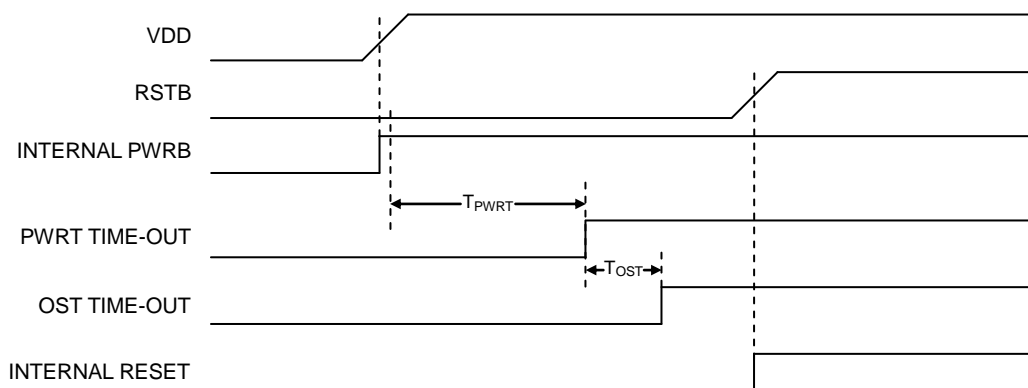 VDD
RSTB
INTERNAL PWRB
TPWRT
PWRT TIME-OUT
TOST
OST TIME-OUT
INTERNAL RESET